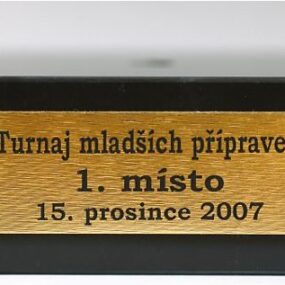 Turnaj mladších příprave
1. místo
15. prosince 2007